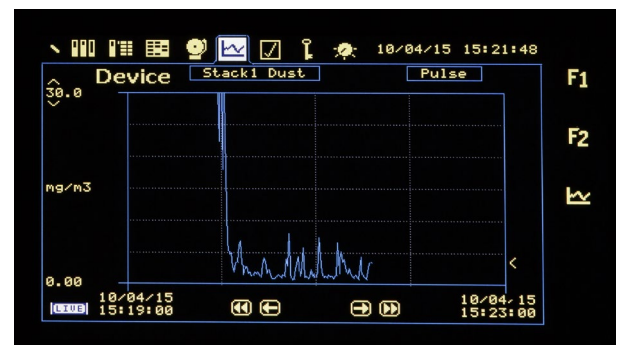 10/04/15 15:21:48
Device Stack1 Dust Pulse
30.0
mg/m3
0.00
LIVE 10/04/15 15:19:00
10/04/15 15:23:00
F1
F2